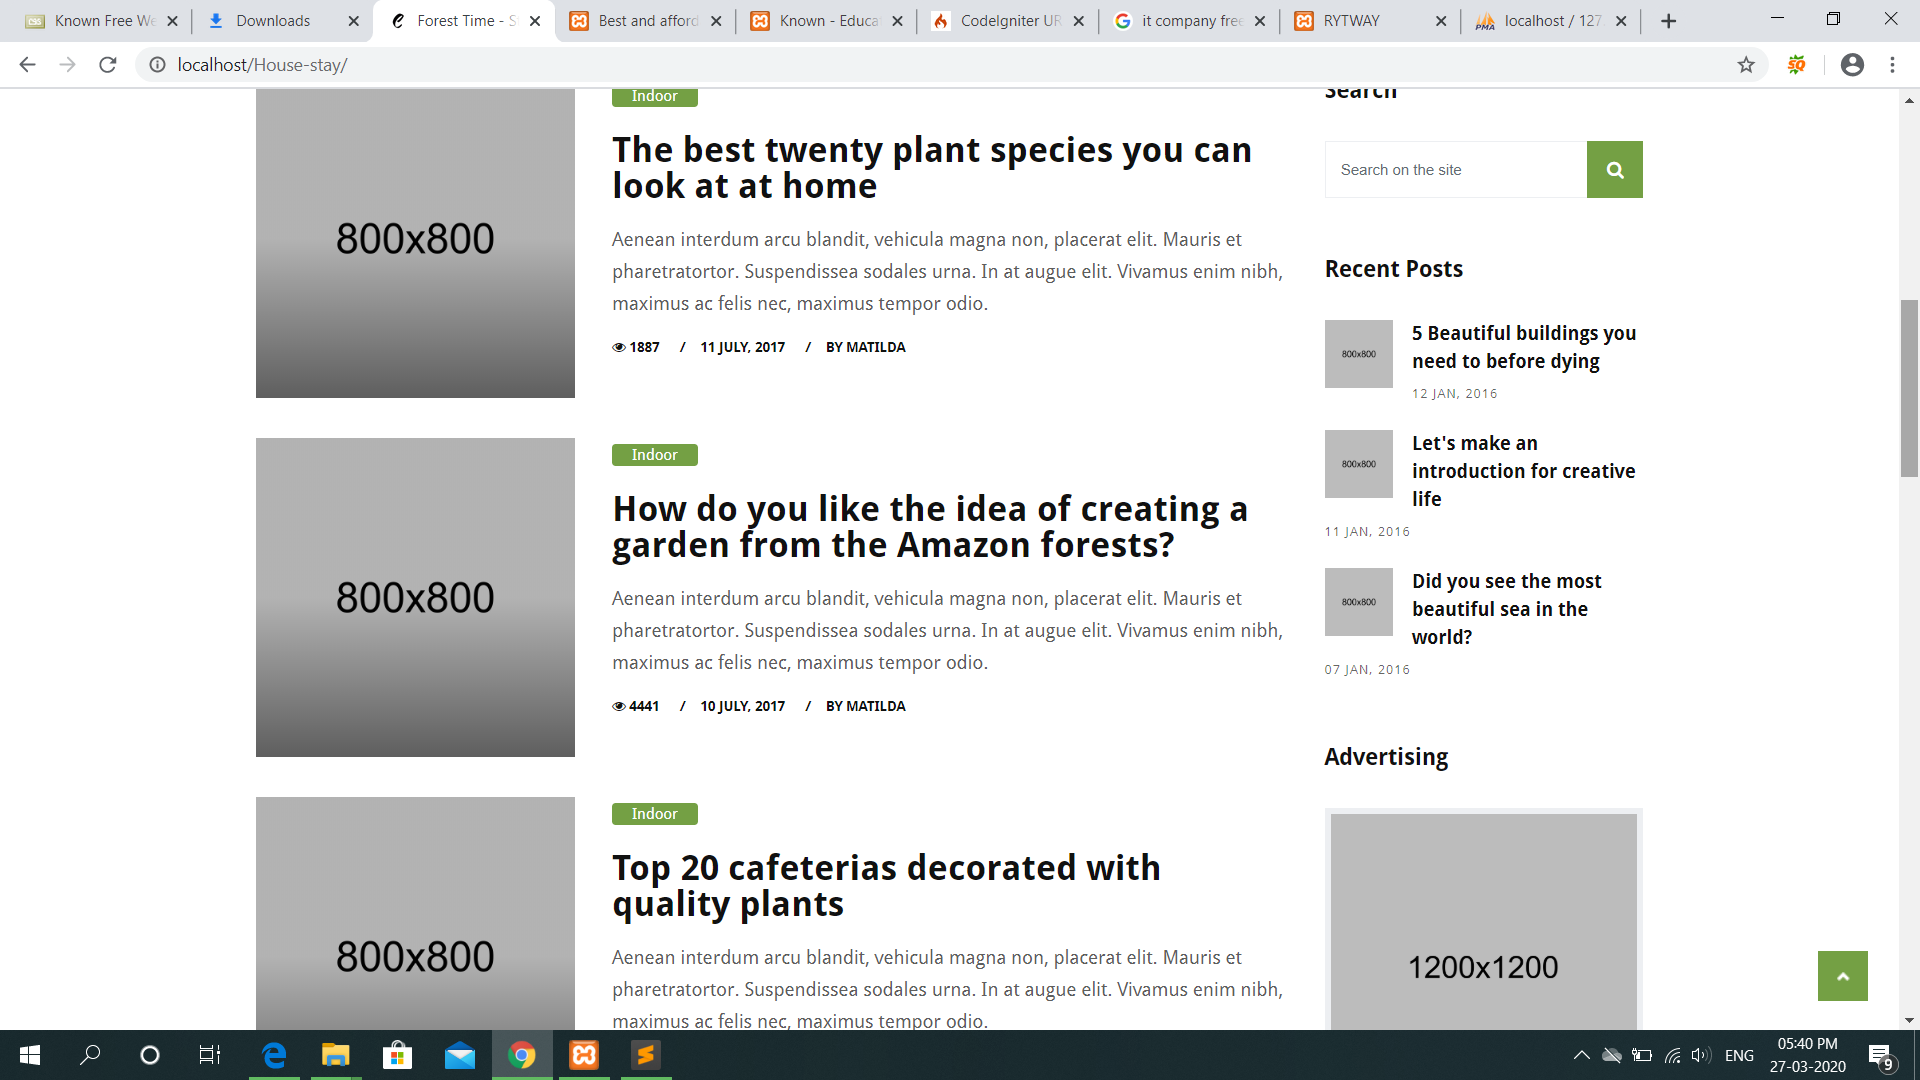 Known Free We
Downloads
Forest Time - S
Best and afford
Known - Educa
CodeIgniter UR
it company free
RYTWAY
localhost / 127.
localhost/House-stay/
Indoor
The best twenty plant species you can
look at at home
Aenean interdum arcu blandit, vehicula magna non, placerat elit. Mauris et
pharetratortor. Suspendissea sodales urna. In at augue elit. Vivamus enim nibh,
maximus ac felis nec, maximus tempor odio.
1887 / 11 JULY, 2017 / BY MATILDA
800x800
Indoor
How do you like the idea of creating a
garden from the Amazon forests?
Aenean interdum arcu blandit, vehicula magna non, placerat elit. Mauris et
pharetratortor. Suspendissea sodales urna. In at augue elit. Vivamus enim nibh,
maximus ac felis nec, maximus tempor odio.
4441 / 10 JULY, 2017 / BY MATILDA
800x800
Indoor
Top 20 cafeterias decorated with
quality plants
Aenean interdum arcu blandit, vehicula magna non, placerat elit. Mauris et
pharetratortor. Suspendissea sodales urna. In at augue elit. Vivamus enim nibh,
maximus ac felis nec, maximus tempor odio.
800x800
Search
Search on the site
Recent Posts
800x800
5 Beautiful buildings you
need to before dying
12 JAN, 2016
800x800
Let's make an
introduction for creative
life
11 JAN, 2016
800x800
Did you see the most
beautiful sea in the
world?
07 JAN, 2016
Advertising
1200x1200
ENG
05:40 PM
27-03-2020
9